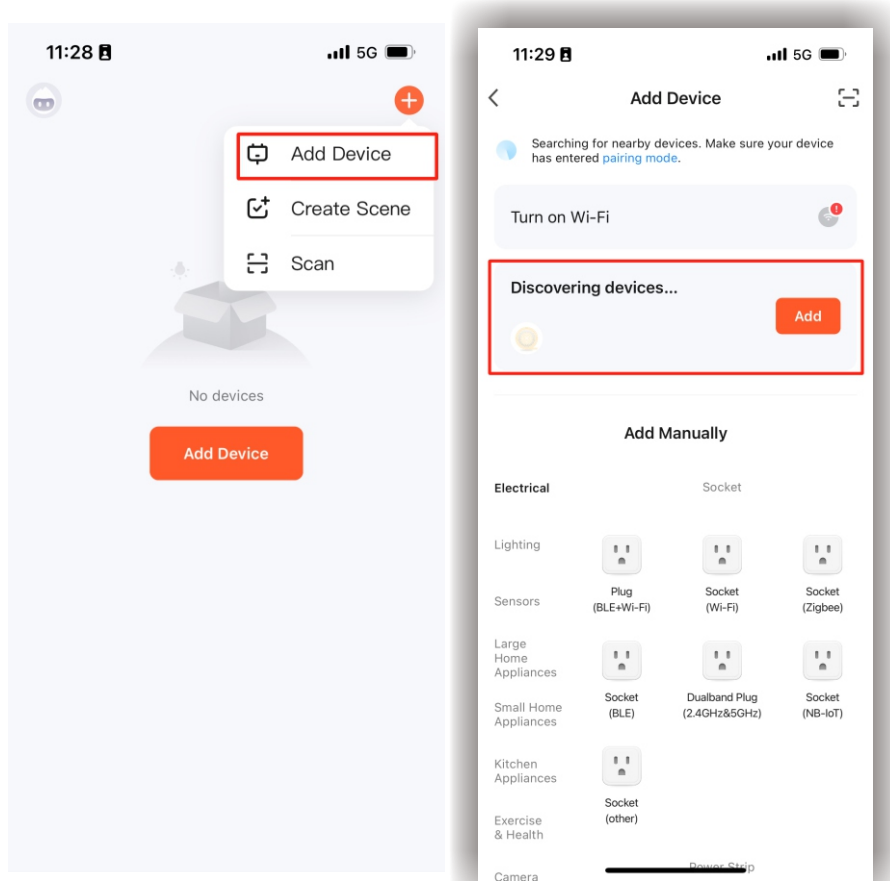 11:28
5G
Add Device
Create Scene
Scan
No devices
Add Device
11:29
5G
Add Device
Searching for nearby devices. Make sure your device
has entered pairing mode.
Turn on Wi-Fi
!
Discovering devices...
Add
Add Manually
Electrical
Socket
Lighting
Plug
(BLE+Wi-Fi)
Socket
(Wi-Fi)
Socket
(Zigbee)
Sensors
Large
Home
Appliances
Socket
(BLE)
Dualband Plug
(2.4GHz&5GHz)
Socket
(NB-IoT)
Small Home
Appliances
Kitchen
Appliances
Socket
(other)
Exercise
& Health
Power Strip
Camera